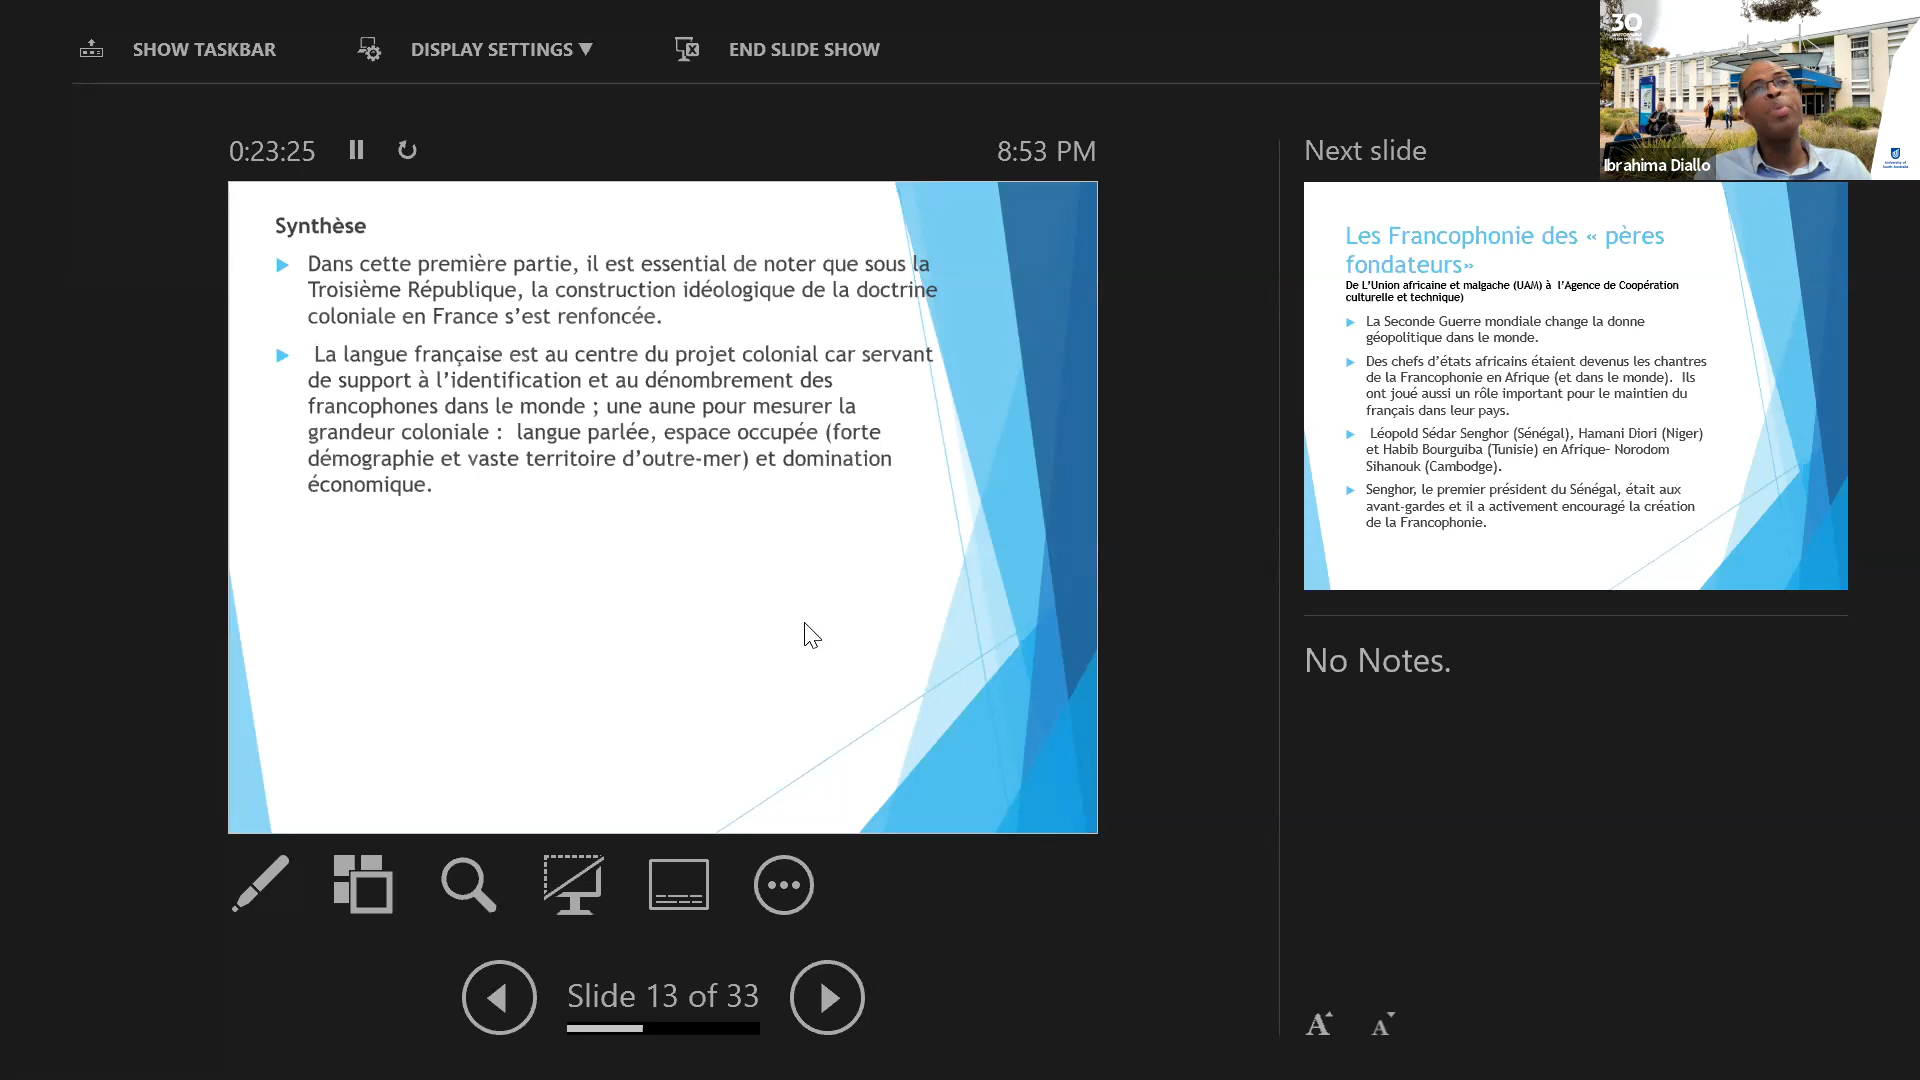 SHOW TASKBAR
DISPLAY SETTINGS ▼
END SLIDE SHOW
30
Ibrahima Diallo
0:23:25
8:53 PM
Synthèse
Dans cette première partie, il est essential de noter que sous la
Troisième République, la construction idéologique de la doctrine
coloniale en France s’est renfoncée.
La langue française est au centre du projet colonial car servant
de support à l’identification et au dénombrement des
francophones dans le monde ; une aune pour mesurer la
grandeur coloniale : langue parlée, espace occupée (forte
démographie et vaste territoire d’outre-mer) et domination
économique.
Slide 13 of 33
Next slide
Les Francophonie des « pères
fondateurs»
De L’Union africaine et malgache (UAM) à l’Agence de Coopération
culturelle et technique)
La Seconde Guerre mondiale change la donne
géopolitique dans le monde.
Des chefs d’états africains étaient devenus les chantres
de la Francophonie en Afrique (et dans le monde). Ils
ont joué aussi un rôle important pour le maintien du
français dans leur pays.
Léopold Sédar Senghor (Sénégal), Hamani Diori (Niger)
et Habib Bourguiba (Tunisie) en Afrique- Norodom
Sihanouk (Cambodge).
Senghor, le premier président du Sénégal, était aux
avant-gardes et il a activement encouragé la création
de la Francophonie.
No Notes.
A A